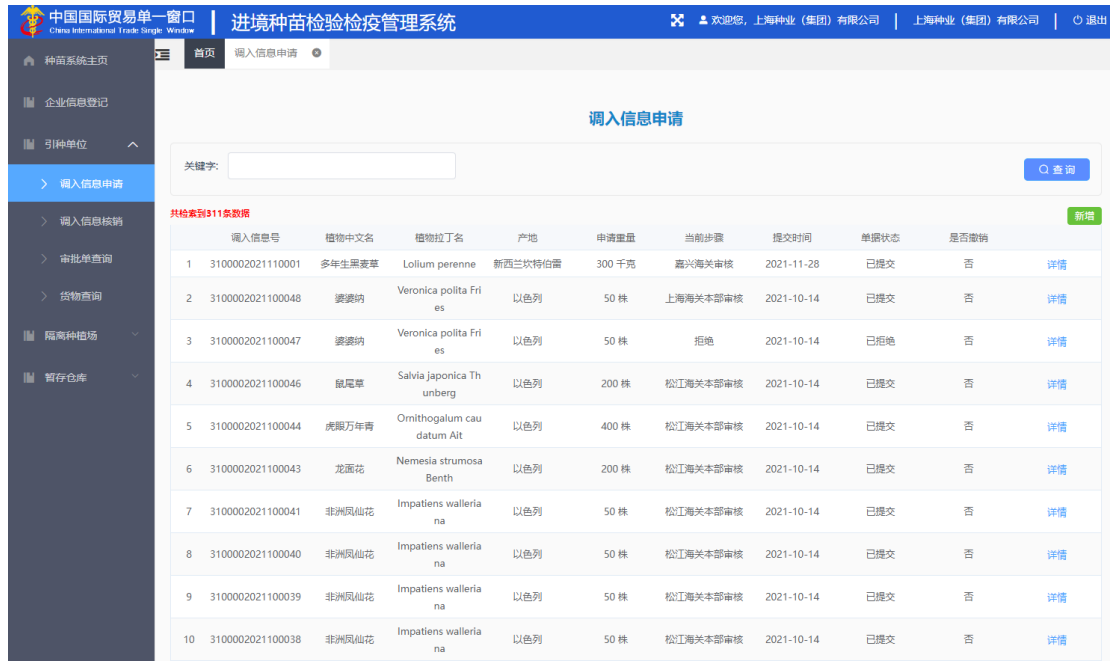 中国国际贸易单一窗口
China International Trade Single Window
进境种苗检验检疫管理系统
欢迎您, 上海种业（集团）有限公司
上海种业（集团）有限公司
退出
种苗系统主页
企业信息登记
引种单位
调入信息申请
调入信息核销
审批单查询
货物查询
隔离种植场
暂存仓库
首页 调入信息申请
调入信息申请
关键字:
查询
共检索到311条数据
新增
调入信息号 植物中文名 植物拉丁名 产地 申请重量 当前步骤 提交时间 单据状态 是否撤销
1 3100002021110001 多年生黑麦草 Lolium perenne 新西兰坎特伯雷 300 千克 嘉兴海关审核 2021-11-28 已提交 否 详情
2 3100002021100048 婆婆纳 Veronica polita Fri
es 以色列 50 株 上海海关本部审核 2021-10-14 已提交 否 详情
3 3100002021100047 婆婆纳 Veronica polita Fri
es 以色列 50 株 拒绝 2021-10-14 已拒绝 否 详情
4 3100002021100046 鼠尾草 Salvia japonica Th
unberg 以色列 200 株 松江海关本部审核 2021-10-14 已提交 否 详情
5 3100002021100044 虎眼万年青 Ornithogalum cau
datum Ait 以色列 400 株 松江海关本部审核 2021-10-14 已提交 否 详情
6 3100002021100043 龙面花 Nemesia strumosa
Benth 以色列 200 株 松江海关本部审核 2021-10-14 已提交 否 详情
7 3100002021100041 非洲凤仙花 Impatiens walleria
na 以色列 50 株 松江海关本部审核 2021-10-14 已提交 否 详情
8 3100002021100040 非洲凤仙花 Impatiens walleria
na 以色列 50 株 松江海关本部审核 2021-10-14 已提交 否 详情
9 3100002021100039 非洲凤仙花 Impatiens walleria
na 以色列 50 株 松江海关本部审核 2021-10-14 已提交 否 详情
10 3100002021100038 非洲凤仙花 Impatiens walleria
na 以色列 50 株 松江海关本部审核 2021-10-14 已提交 否 详情